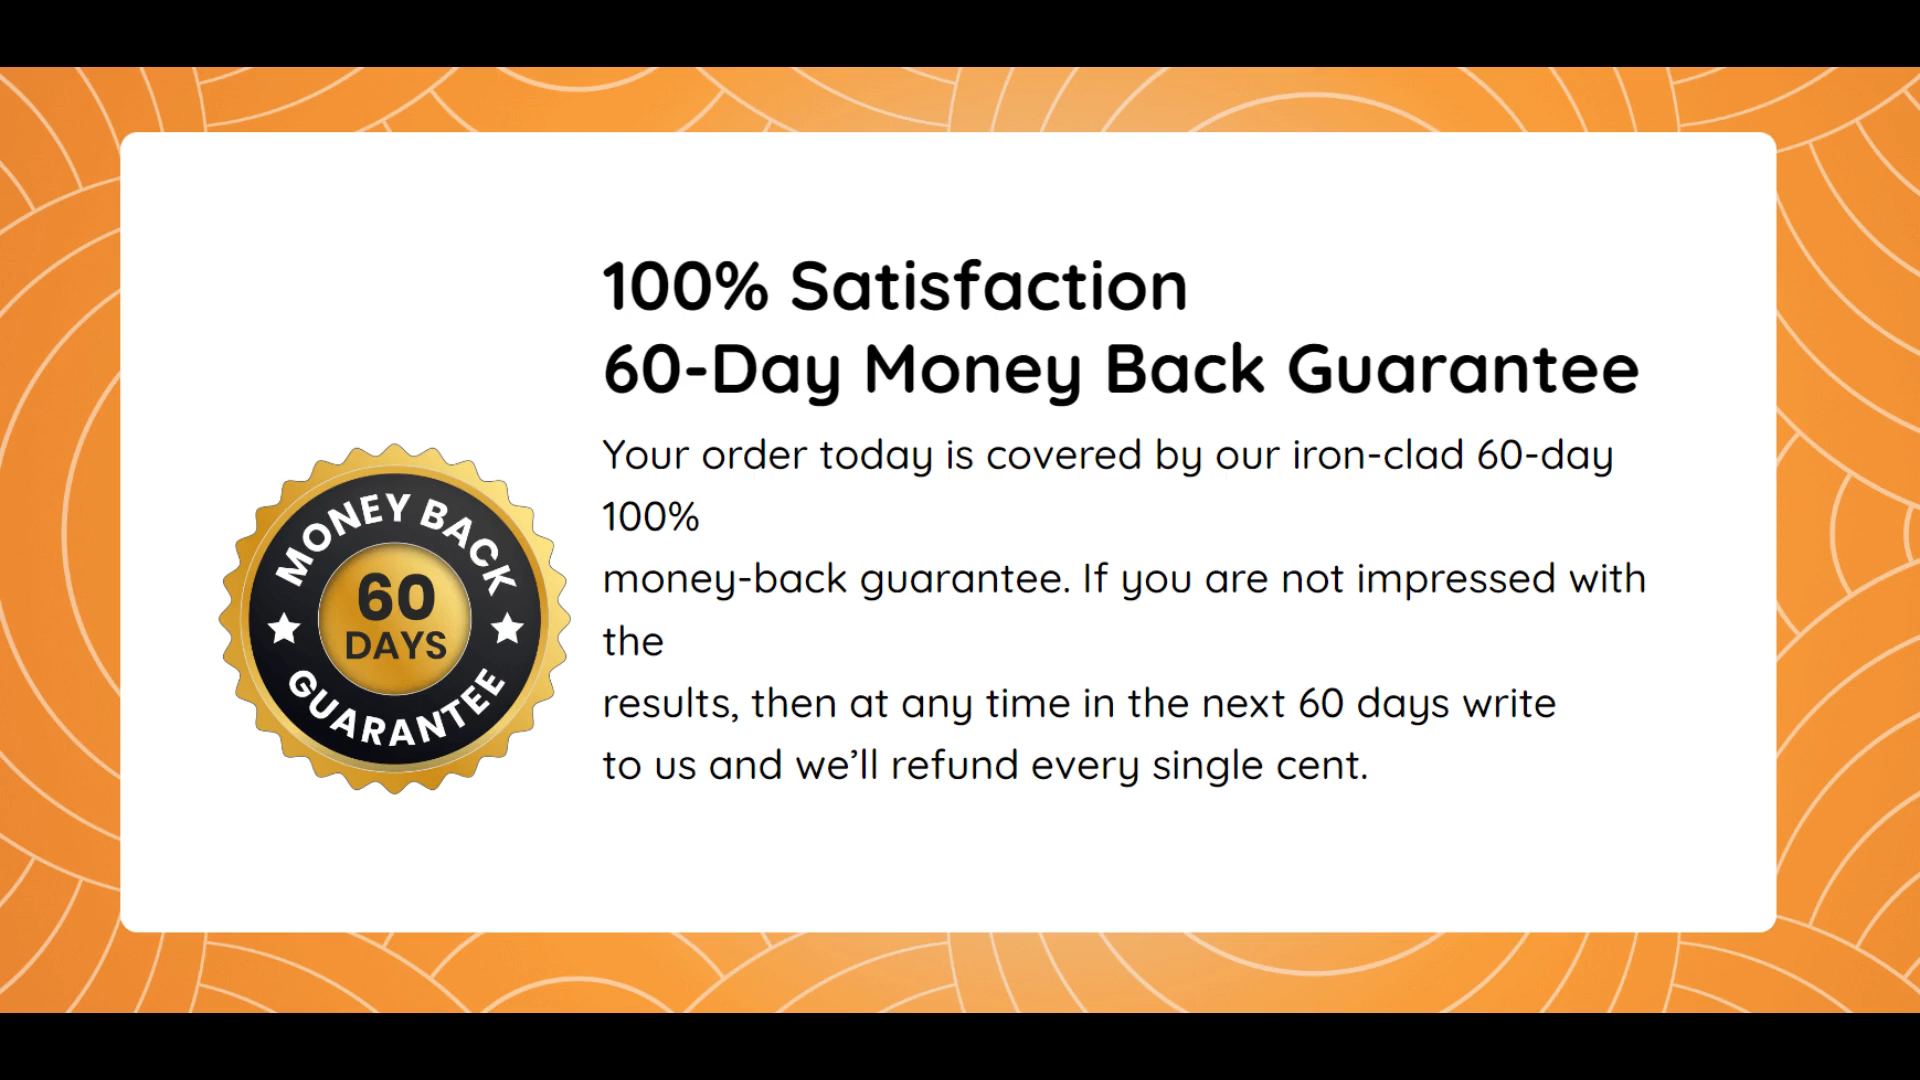 100% Satisfaction
60-Day Money Back Guarantee
Your order today is covered by our iron-clad 60-day
100%
money-back guarantee. If you are not impressed with
the
results, then at any time in the next 60 days write
to us and we’ll refund every single cent.
MONEY BACK
60
DAYS
GUARANTEE